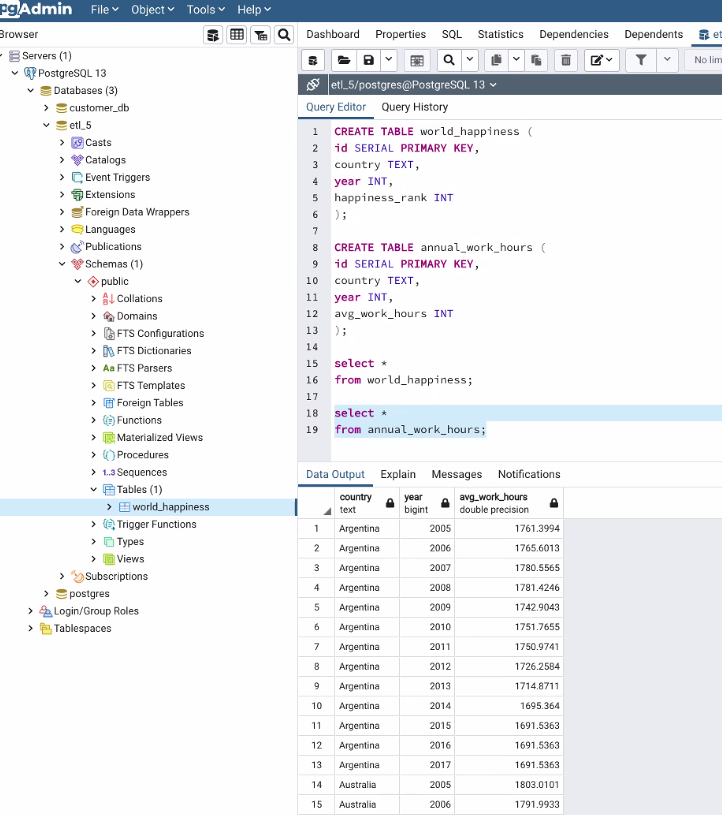 pgAdmin File Object Tools Help
Browser
Servers (1)
PostgreSQL 13
Databases (3)
customer_db
etl_5
Casts
Catalogs
Event Triggers
Extensions
Foreign Data Wrappers
Languages
Publications
Schemas (1)
public
Collations
Domains
FTS Configurations
FTS Dictionaries
Aa FTS Parsers
FTS Templates
Foreign Tables
Functions
Materialized Views
Procedures
1..3 Sequences
Tables (1)
world_happiness
Trigger Functions
Types
Views
Subscriptions
postgres
Login/Group Roles
Tablespaces
Dashboard Properties SQL Statistics Dependencies Dependents et
No lim
etl_5/postgres@PostgreSQL 13
Query Editor Query History
1 CREATE TABLE world_happiness (
2 id SERIAL PRIMARY KEY,
3 country TEXT,
4 year INT,
5 happiness_rank INT
6 );
7
8 CREATE TABLE annual_work_hours (
9 id SERIAL PRIMARY KEY,
10 country TEXT,
11 year INT,
12 avg_work_hours INT
13 );
14
15 select *
16 from world_happiness;
17
18 select *
19 from annual_work_hours;
Data Output Explain Messages Notifications
country year avg_work_hours
text bigint double precision
1 Argentina 2005 1761.3994
2 Argentina 2006 1765.6013
3 Argentina 2007 1780.5565
4 Argentina 2008 1781.4246
5 Argentina 2009 1742.9043
6 Argentina 2010 1751.7655
7 Argentina 2011 1750.9741
8 Argentina 2012 1726.2584
9 Argentina 2013 1714.8711
10 Argentina 2014 1695.364
11 Argentina 2015 1691.5363
12 Argentina 2016 1691.5363
13 Argentina 2017 1691.5363
14 Australia 2005 1803.0101
15 Australia 2006 1791.9933